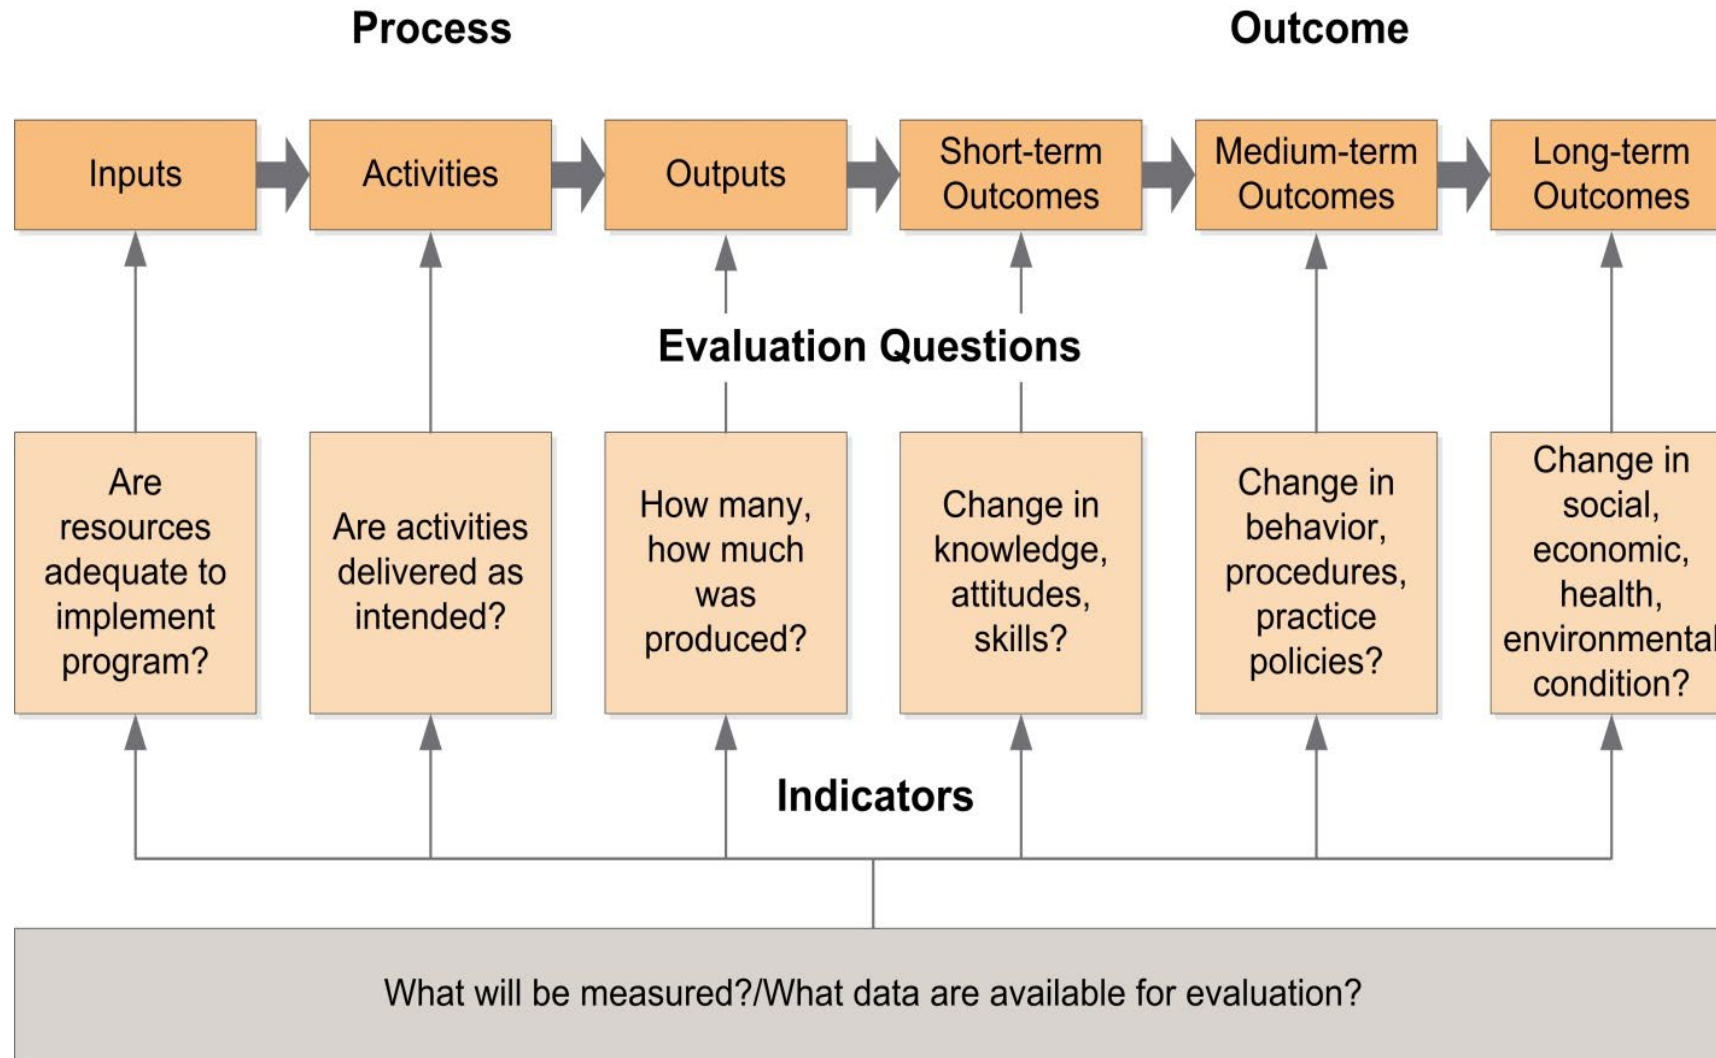 Process
Outcome
Inputs
Activities
Outputs
Short-term
Outcomes
Medium-term
Outcomes
Long-term
Outcomes
Evaluation Questions
Are
resources
adequate to
implement
program?
Are activities
delivered as
intended?
How many,
how much
was
produced?
Change in
knowledge,
attitudes,
skills?
Change in
behavior,
procedures,
practice
policies?
Change in
social,
economic,
health,
environmental
condition?
Indicators
What will be measured?/What data are available for evaluation?